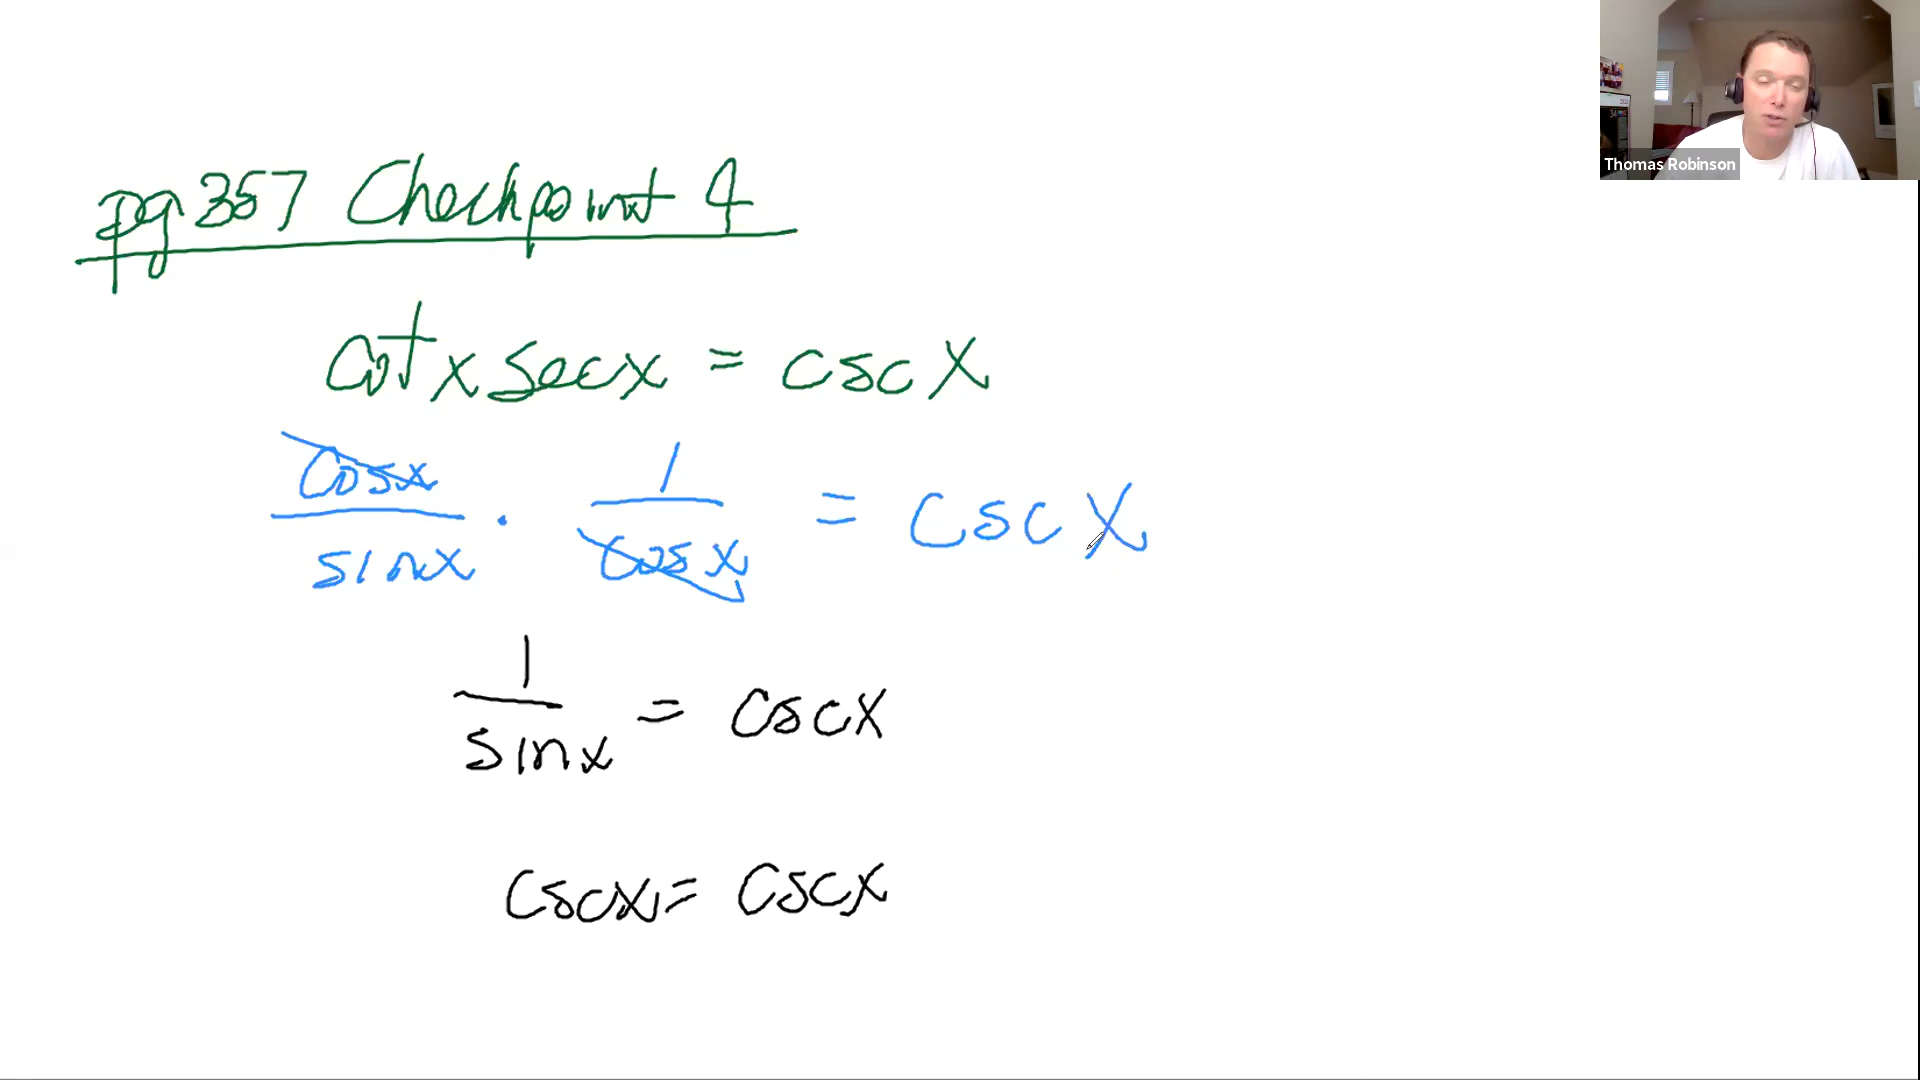 Thomas Robinson
pg 357 Checkpoint 4
cot x sec x = csc x
cos x / sin x · 1 / cos x = csc x
1 / sin x = csc x
csc x = csc x